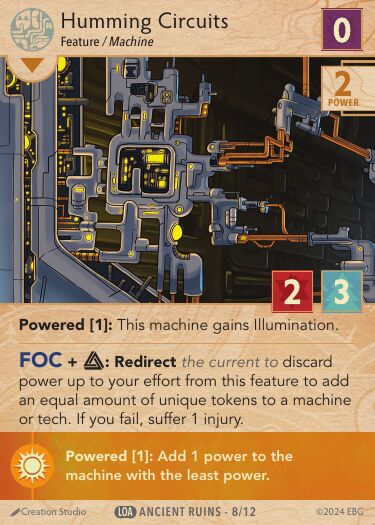 Humming Circuits
Feature / Machine
0
2
POWER
2 3
Powered [1]: This machine gains Illumination.
FOC + : Redirect the current to discard
power up to your effort from this feature to add
an equal amount of unique tokens to a machine
or tech. If you fail, suffer 1 injury.
Powered [1]: Add 1 power to the
machine with the least power.
Creation Studio LOA ANCIENT RUINS - 8/12 ©2024 EBG